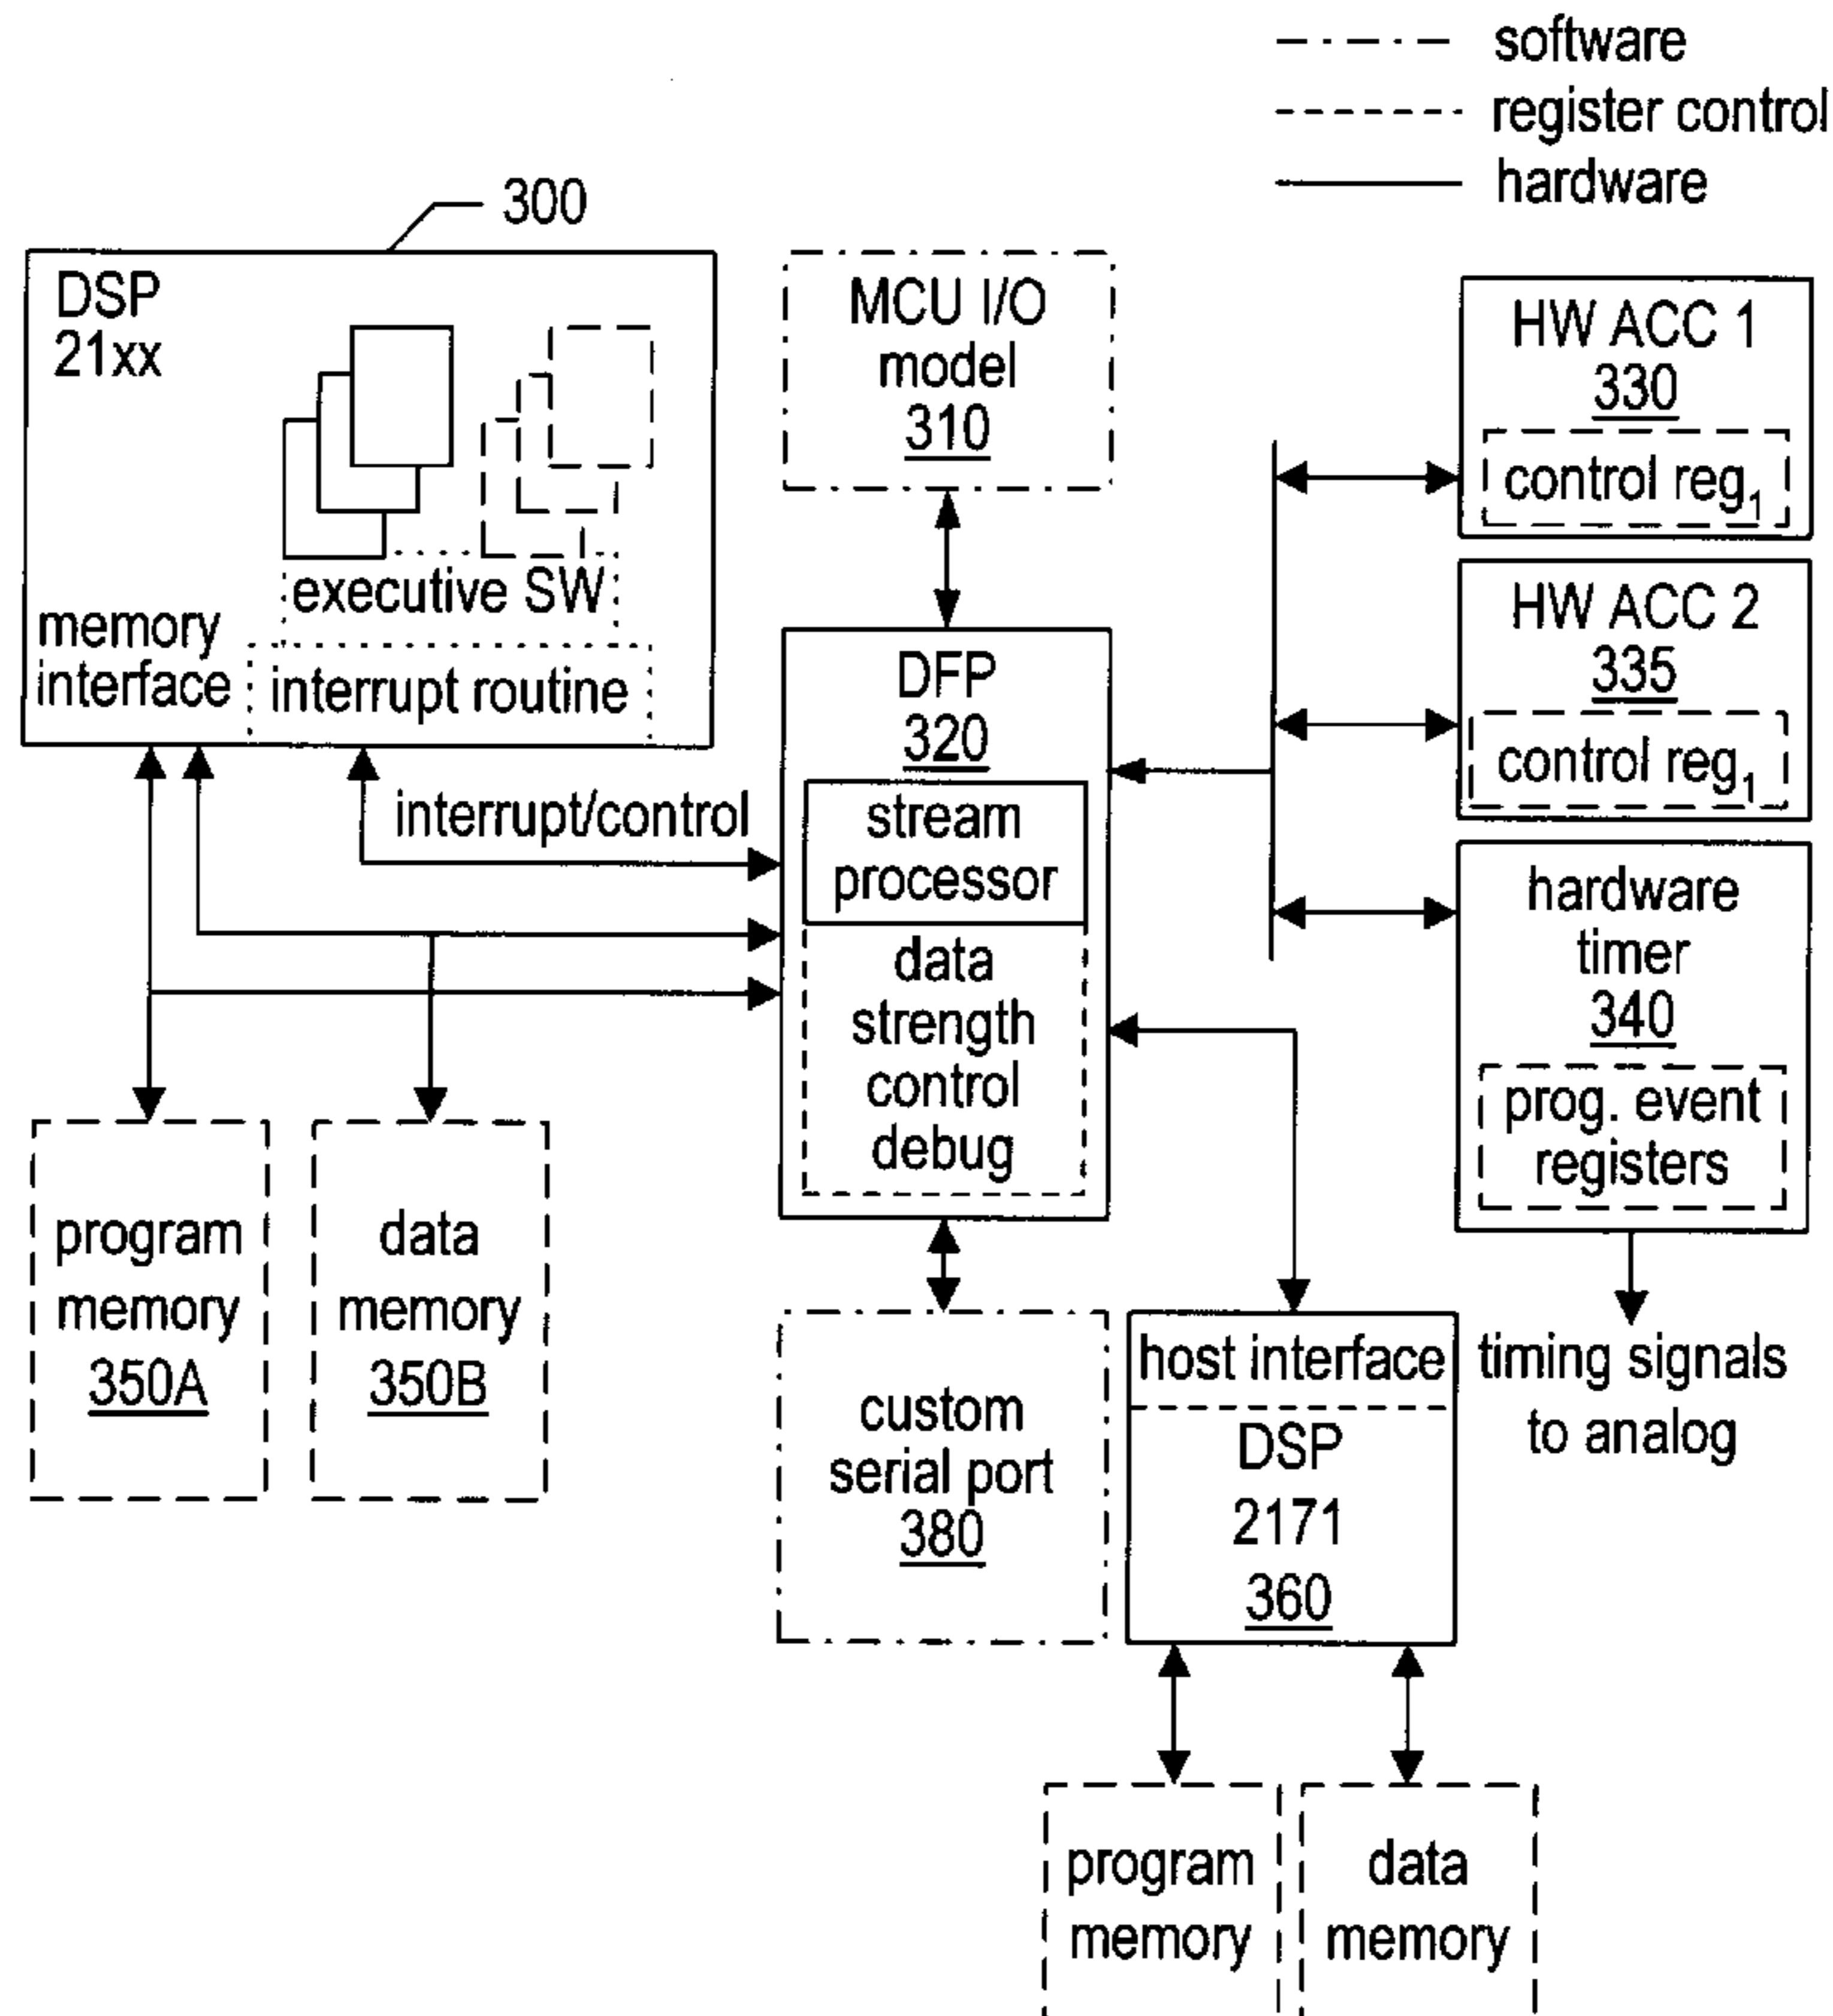 software
register control
hardware
300
DSP
21xx
executive SW
memory
interface
interrupt routine
MCU I/O
model
310
HW ACC 1
330
control reg1
HW ACC 2
335
control reg1
DFP
320
stream
processor
data
strength
control
debug
interrupt/control
hardware
timer
340
prog. event
registers
program
memory
350A
data
memory
350B
custom
serial port
380
host interface
DSP
2171
360
timing signals
to analog
program
memory
data
memory